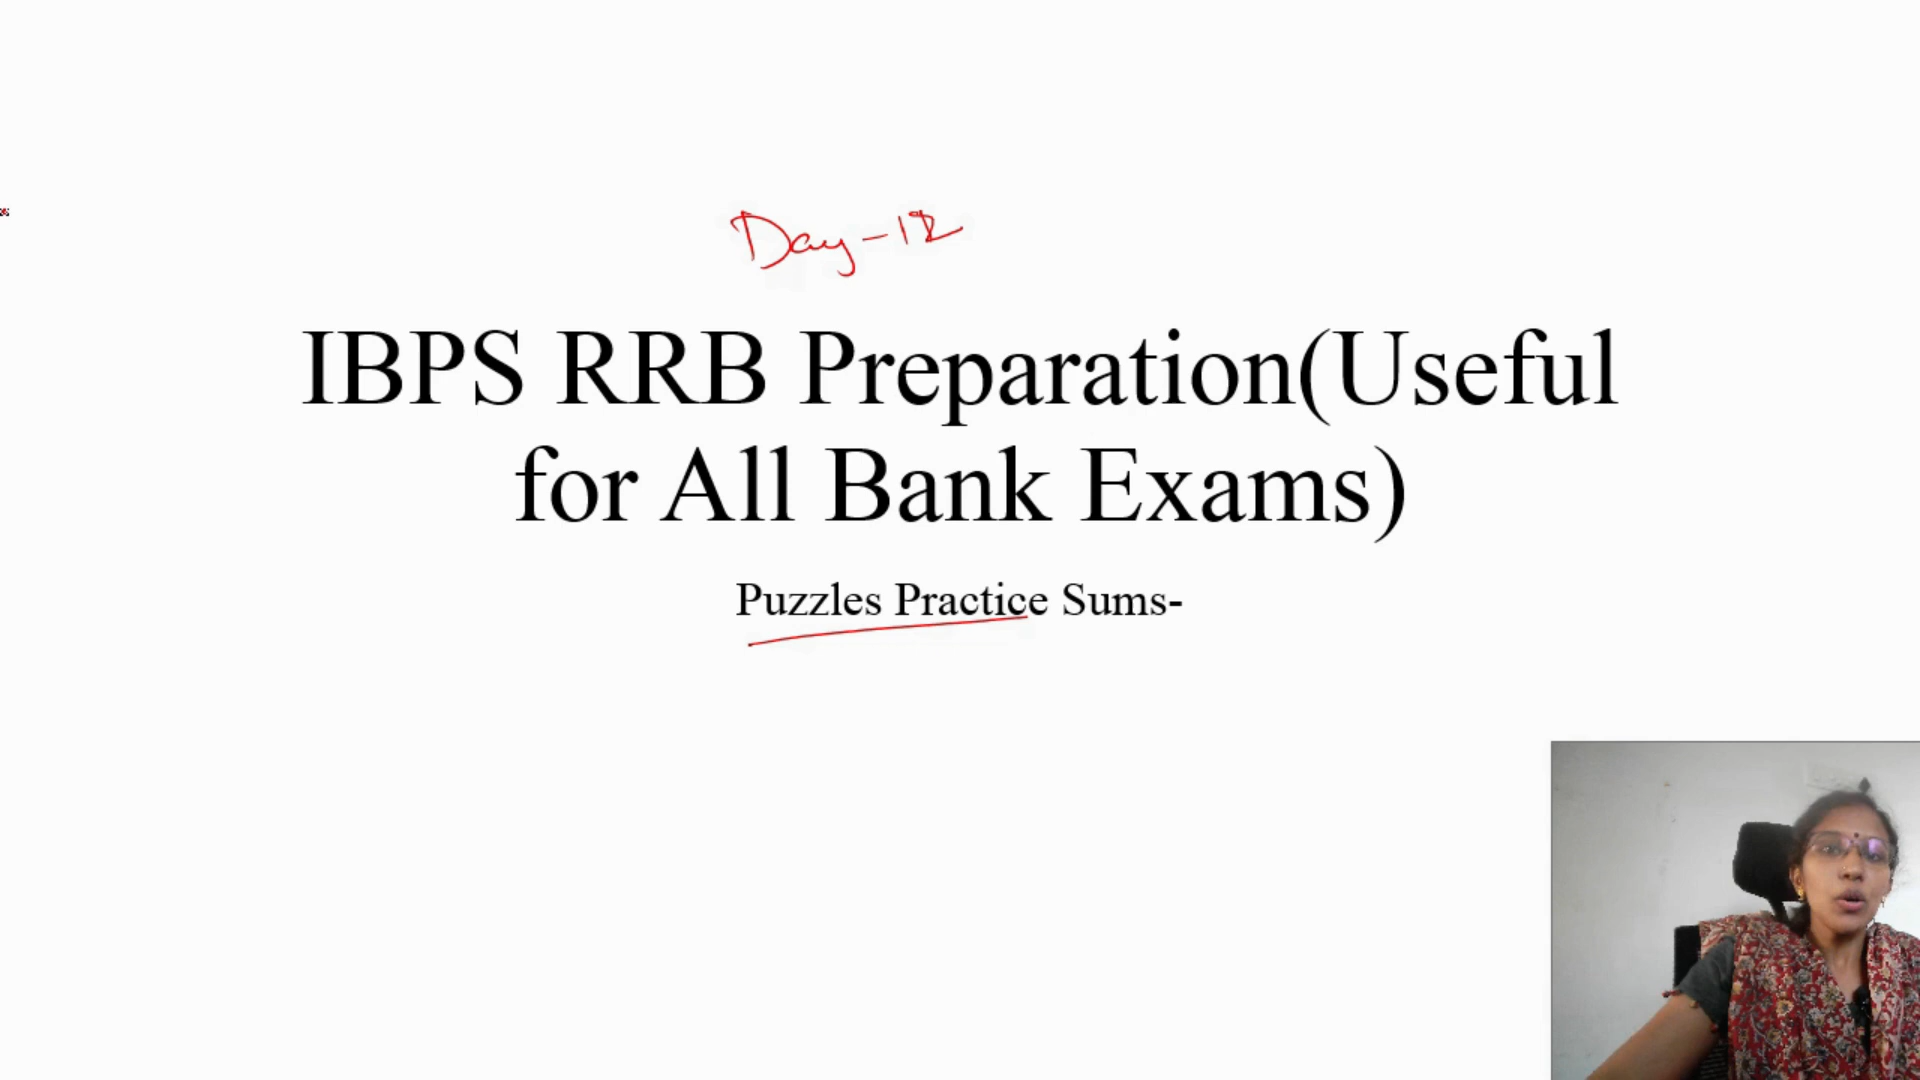 Day-12
IBPS RRB Preparation(Useful
for All Bank Exams)
Puzzles Practice Sums-